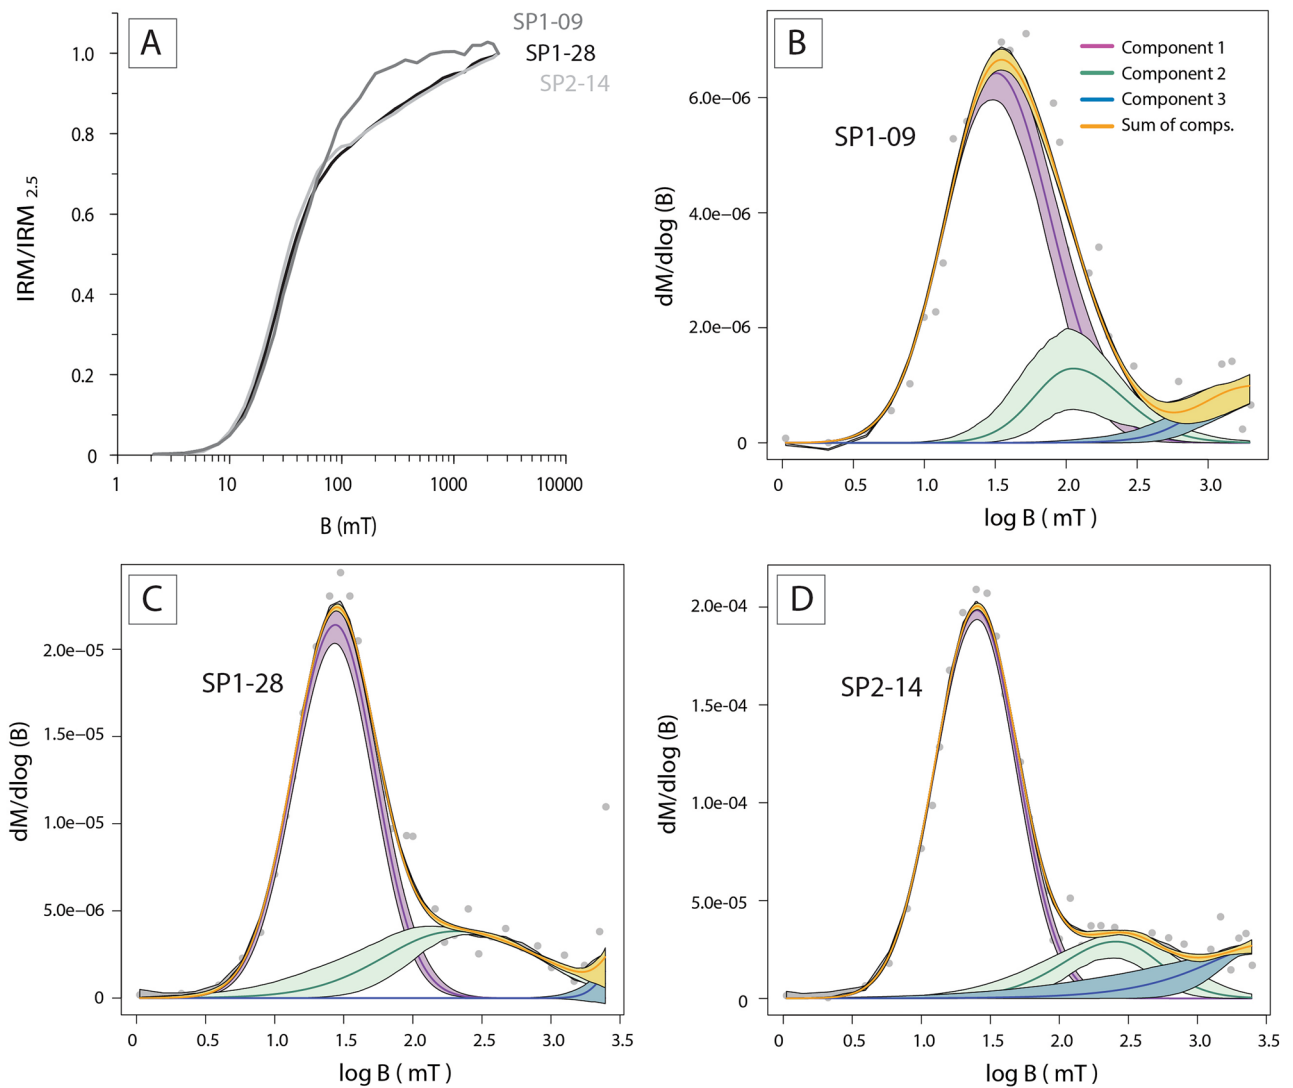 A
SP1-09
SP1-28
SP2-14
1.0
0.8
0.6
0.4
0.2
0
IRM/IRM 2.5
1 10 100 1000 10000
B (mT)
B
Component 1
Component 2
Component 3
Sum of comps.
SP1-09
6.0e−06
4.0e−06
2.0e−06
0
dM/dlog (B)
0 0.5 1.0 1.5 2.0 2.5 3.0
log B ( mT )
C
SP1-28
2.0e−05
1.5e−05
1.0e−05
5.0e−06
0
dM/dlog (B)
0 0.5 1.0 1.5 2.0 2.5 3.0 3.5
log B ( mT )
D
SP2-14
2.0e−04
1.5e−04
1.0e−04
5.0e−05
0
dM/dlog (B)
0 0.5 1.0 1.5 2.0 2.5 3.0 3.5
log B ( mT )